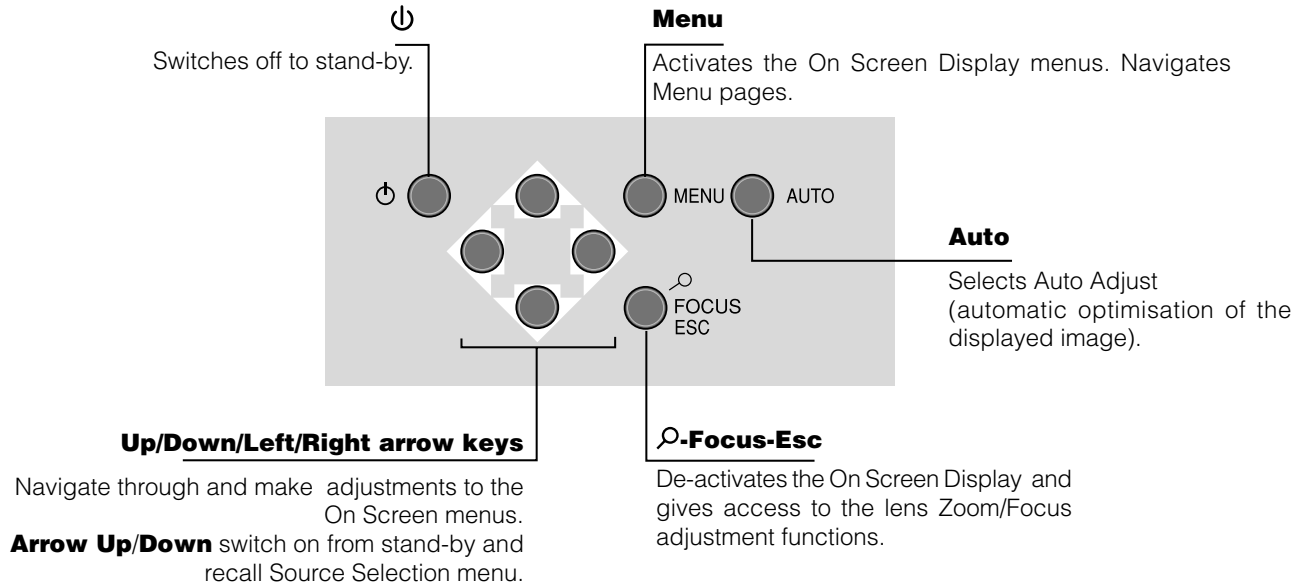 Menu
Switches off to stand-by.
Activates the On Screen Display menus. Navigates
Menu pages.
MENU
AUTO
Auto
Selects Auto Adjust
(automatic optimisation of the
displayed image).
FOCUS
ESC
Up/Down/Left/Right arrow keys
Navigate through and make adjustments to the
On Screen menus.
Arrow Up/Down switch on from stand-by and
recall Source Selection menu.
-Focus-Esc
De-activates the On Screen Display and
gives access to the lens Zoom/Focus
adjustment functions.